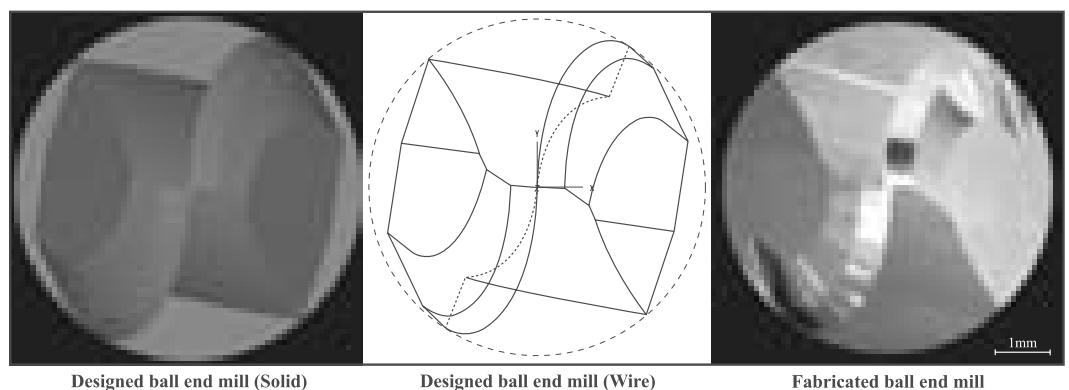 Y
X
1mm
Designed ball end mill (Solid)
Designed ball end mill (Wire)
Fabricated ball end mill